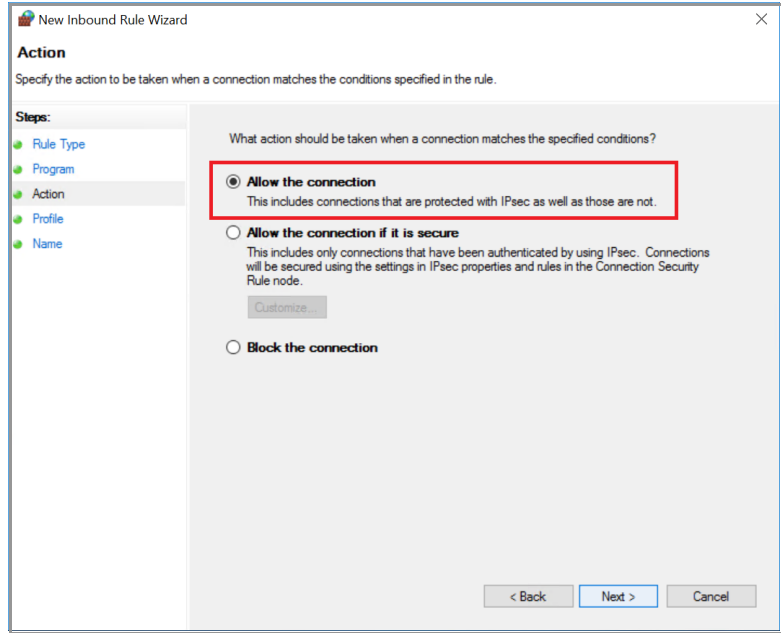 New Inbound Rule Wizard
Action
Specify the action to be taken when a connection matches the conditions specified in the rule.
Steps:
Rule Type
Program
Action
Profile
Name
What action should be taken when a connection matches the specified conditions?
Allow the connection
This includes connections that are protected with IPsec as well as those are not.
Allow the connection if it is secure
This includes only connections that have been authenticated by using IPsec. Connections
will be secured using the settings in IPsec properties and rules in the Connection Security
Rule node.
Customize...
Block the connection
< Back
Next >
Cancel